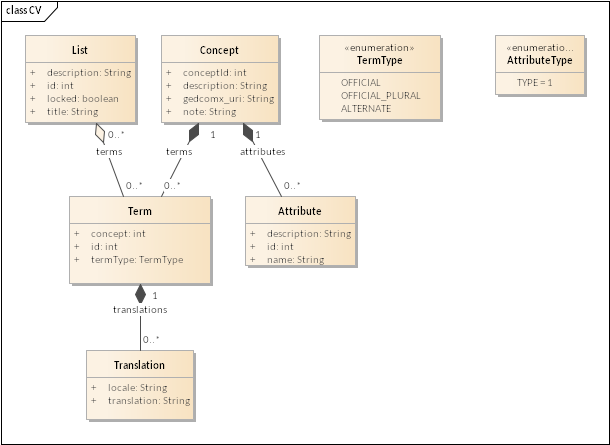 class CV
List
+ description: String
+ id: int
+ locked: boolean
+ title: String
Concept
+ conceptId: int
+ description: String
+ gedcomx_uri: String
+ note: String
«enumeration»
TermType
OFFICIAL
OFFICIAL_PLURAL
ALTERNATE
«enumeratio...
AttributeType
TYPE = 1
0..*
terms
0..*
1
terms
0..*
1
attributes
0..*
Term
+ concept: int
+ id: int
+ termType: TermType
Attribute
+ description: String
+ id: int
+ name: String
1
translations
0..*
Translation
+ locale: String
+ translation: String